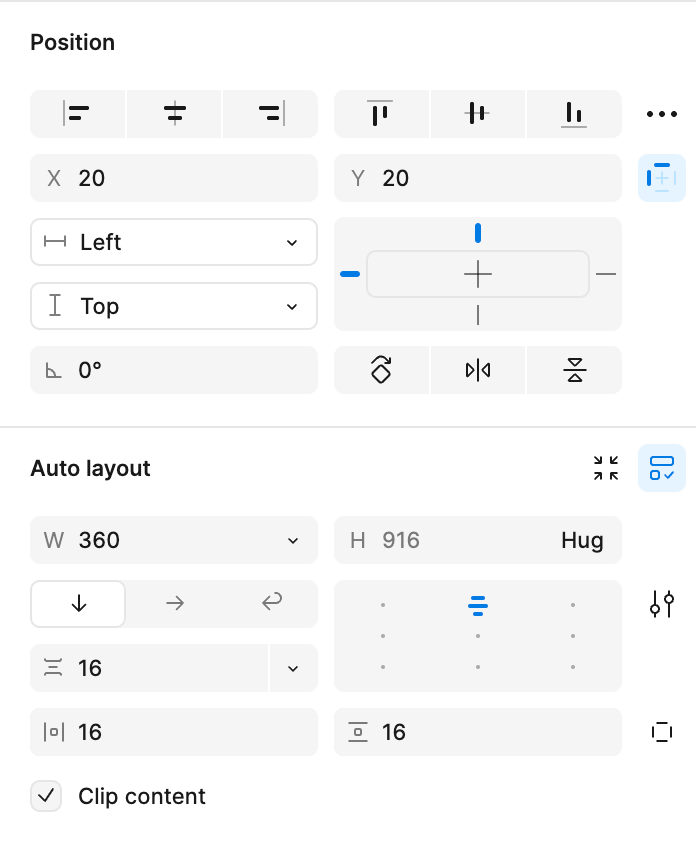 Position
X 20 Y 20
Left
Top
0°
Auto layout
W 360 H 916 Hug
16
16 16
Clip content